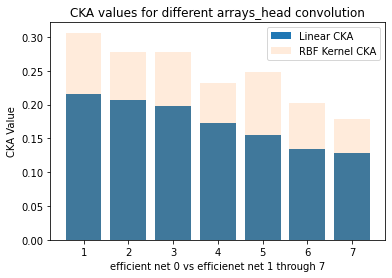 CKA values for different arrays_head convolution
Linear CKA
RBF Kernel CKA
CKA Value
0.30
0.25
0.20
0.15
0.10
0.05
0.00
1 2 3 4 5 6 7
efficient net 0 vs efficienet net 1 through 7